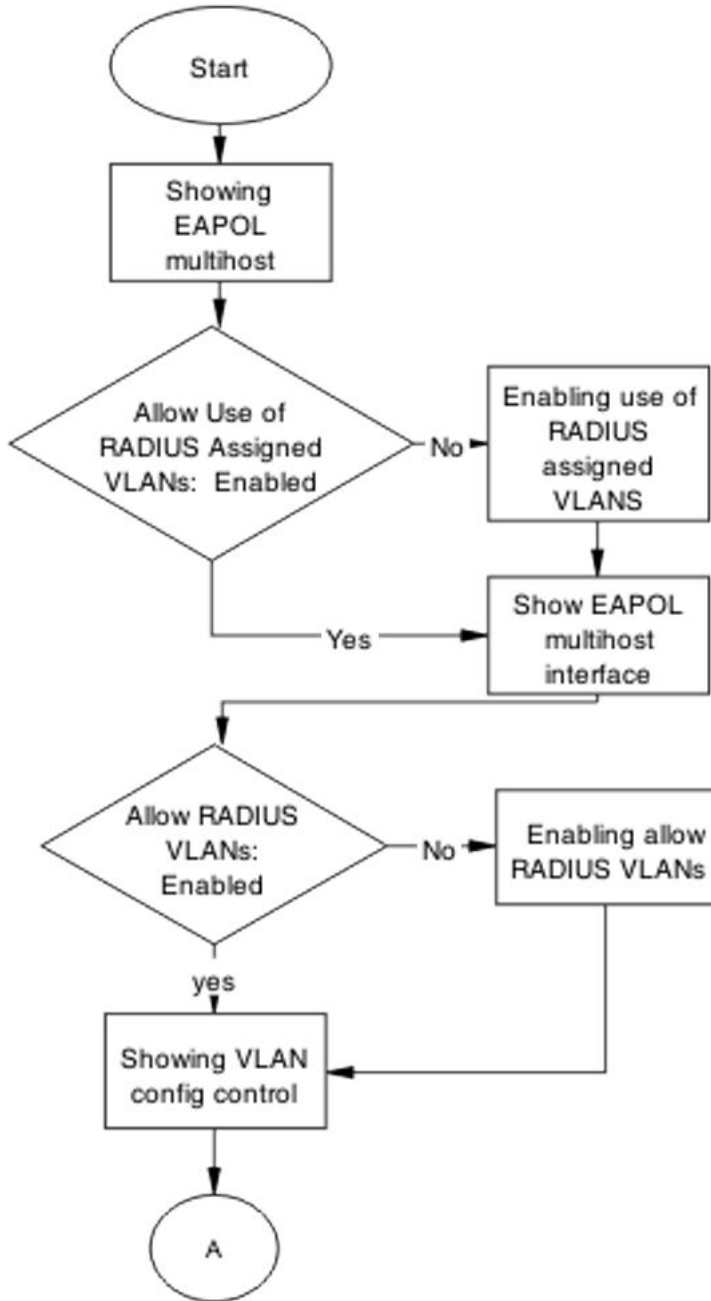 Start
Showing
EAPOL
multihost
Allow Use of
RADIUS Assigned
VLANs: Enabled
No
Enabling use of
RADIUS
assigned
VLANS
Yes
Show EAPOL
multihost
interface
Allow RADIUS
VLANs:
Enabled
No
Enabling allow
RADIUS VLANs
yes
Showing VLAN
config control
A